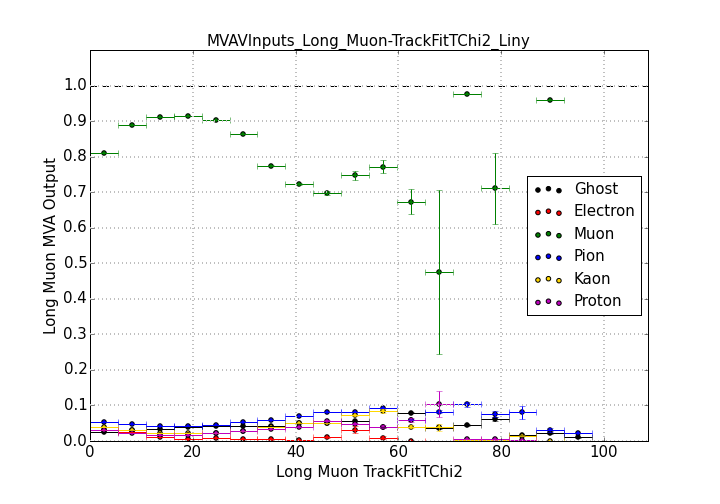 MVAVInputs_Long_Muon-TrackFitTChi2_Liny
Long Muon MVA Output
1.0
0.9
0.8
0.7
0.6
0.5
0.4
0.3
0.2
0.1
0.0
Ghost
Electron
Muon
Pion
Kaon
Proton
0 20 40 60 80 100
Long Muon TrackFitTChi2